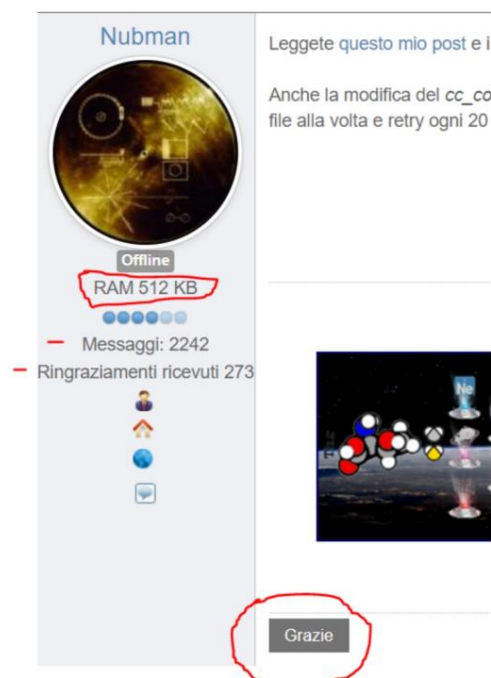 Nubman
Offline
RAM 512 KB
Messaggi: 2242
Ringraziamenti ricevuti 273
Leggete questo mio post e i
Anche la modifica del cc_co
file alla volta e retry ogni 20
Ne
Grazie